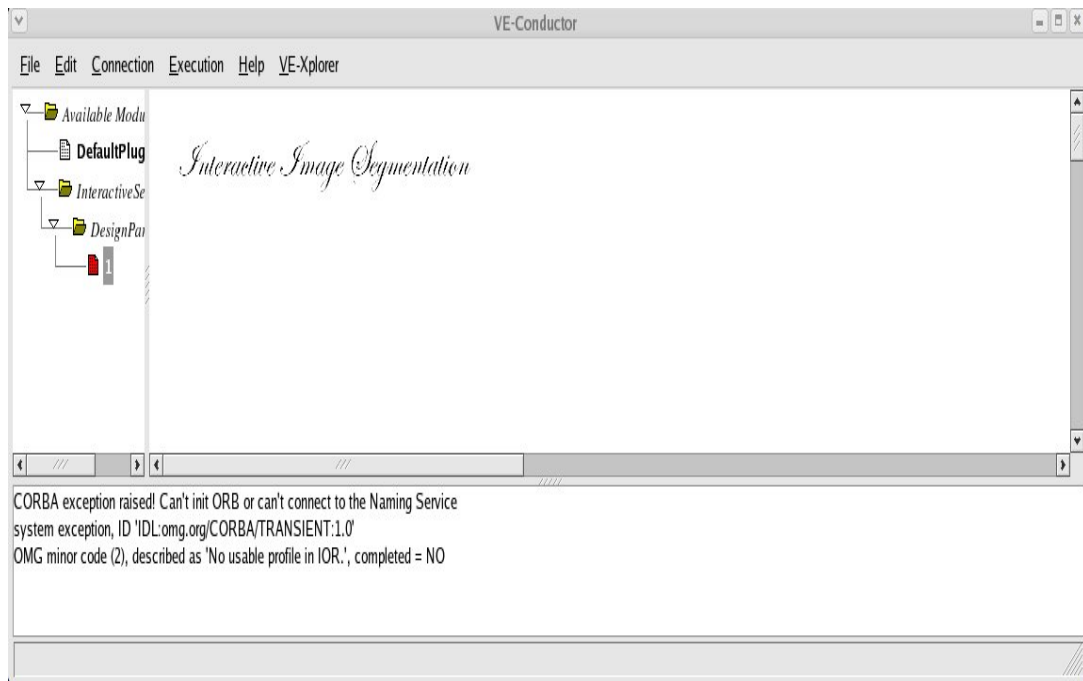 VE-Conductor
File Edit Connection Execution Help VE-Xplorer
Available Modu
DefaultPlug
InteractiveSe
DesignPar
1
Interactive Image Segmentation
CORBA exception raised! Can't init ORB or can't connect to the Naming Service
system exception, ID 'IDL:omg.org/CORBA/TRANSIENT:1.0'
OMG minor code (2), described as 'No usable profile in IOR.', completed = NO